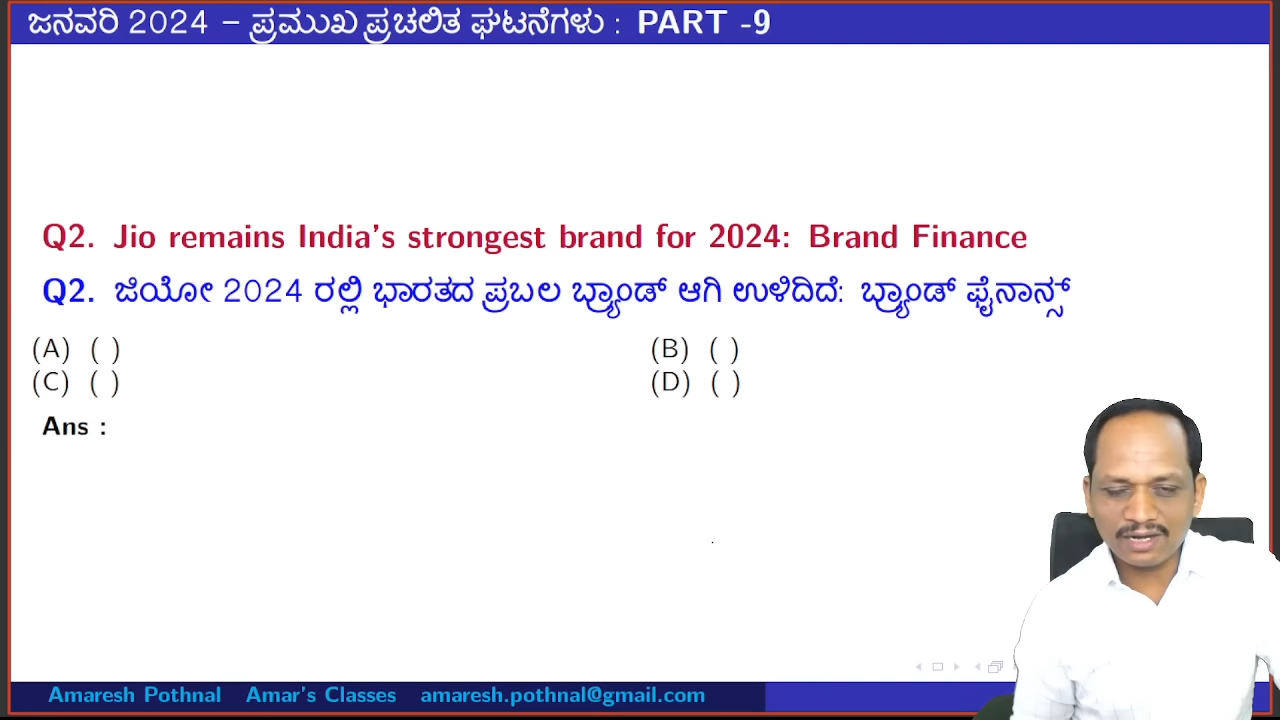 ಜನವರಿ 2024 – ಪ್ರಮುಖ ಪ್ರಚಲಿತ ಘಟನೆಗಳು : PART -9
Q2. Jio remains India's strongest brand for 2024: Brand Finance
Q2. ಜಿಯೋ 2024 ರಲ್ಲಿ ಭಾರತದ ಪ್ರಬಲ ಬ್ರ್ಯಾಂಡ್ ಆಗಿ ಉಳಿದಿದೆ: ಬ್ರ್ಯಾಂಡ್ ಫೈನಾನ್ಸ್
(A) ( ) (B) ( )
(C) ( ) (D) ( )
Ans :
Amaresh Pothnal Amar's Classes amaresh.pothnal@gmail.com